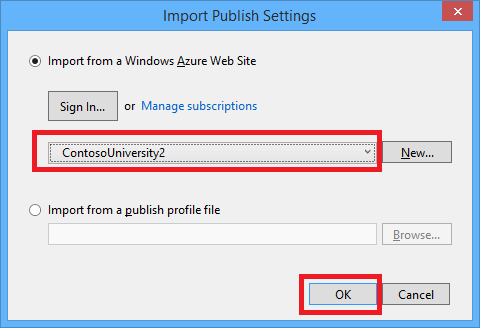 Import Publish Settings
Import from a Windows Azure Web Site
Sign In... or Manage subscriptions
ContosoUniversity2 New...
Import from a publish profile file
Browse...
OK Cancel